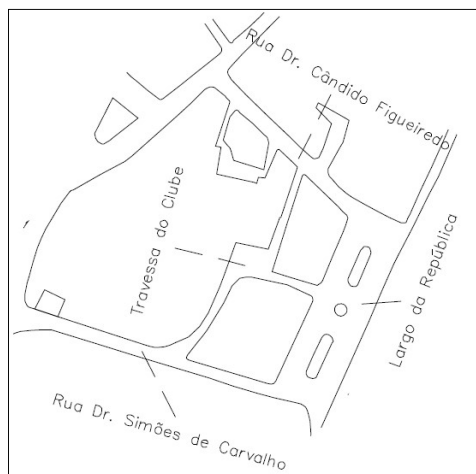 Rua Dr. Cândido Figueiredo
Travessa do Clube
Largo da República
Rua Dr. Simões de Carvalho